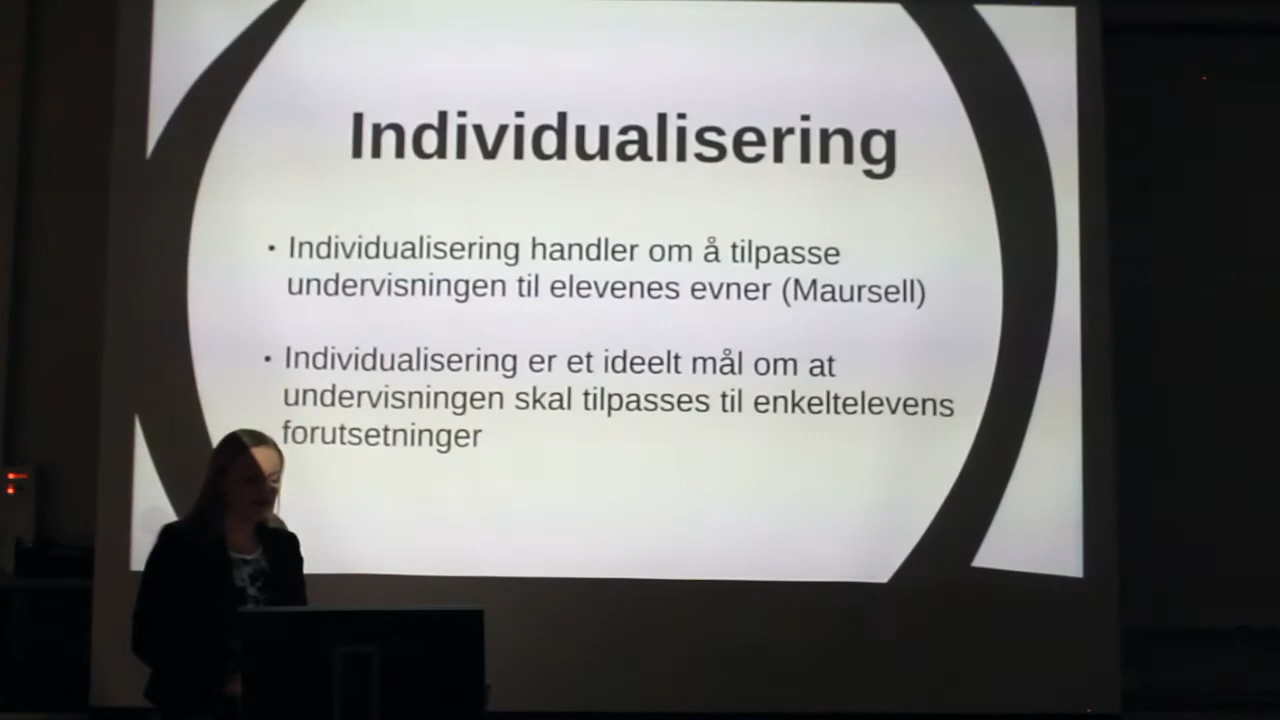 Individualisering
• Individualisering handler om å tilpasse
undervisningen til elevenes evner (Maursell)
• Individualisering er et ideelt mål om at
undervisningen skal tilpasses til enkeltelevens
forutsetninger